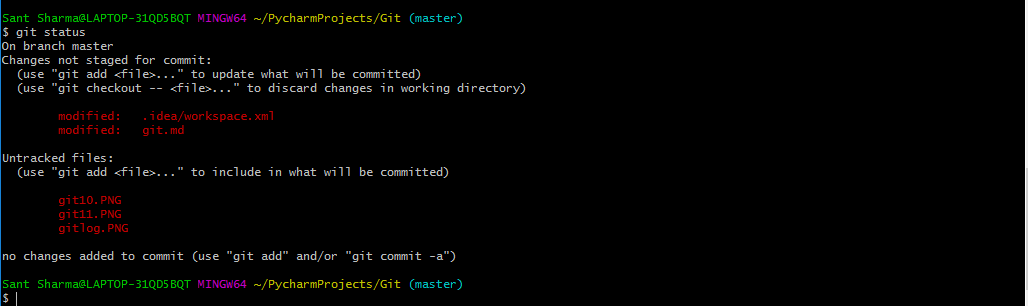 Sant Sharma@LAPTOP-31QD5BQT MINGW64 ~/PycharmProjects/Git (master)
$ git status
On branch master
Changes not staged for commit:
  (use "git add <file>..." to update what will be committed)
  (use "git checkout -- <file>..." to discard changes in working directory)
        modified:   .idea/workspace.xml
        modified:   git.md
Untracked files:
  (use "git add <file>..." to include in what will be committed)
        git10.PNG
        git11.PNG
        gitlog.PNG
no changes added to commit (use "git add" and/or "git commit -a")
Sant Sharma@LAPTOP-31QD5BQT MINGW64 ~/PycharmProjects/Git (master)
$